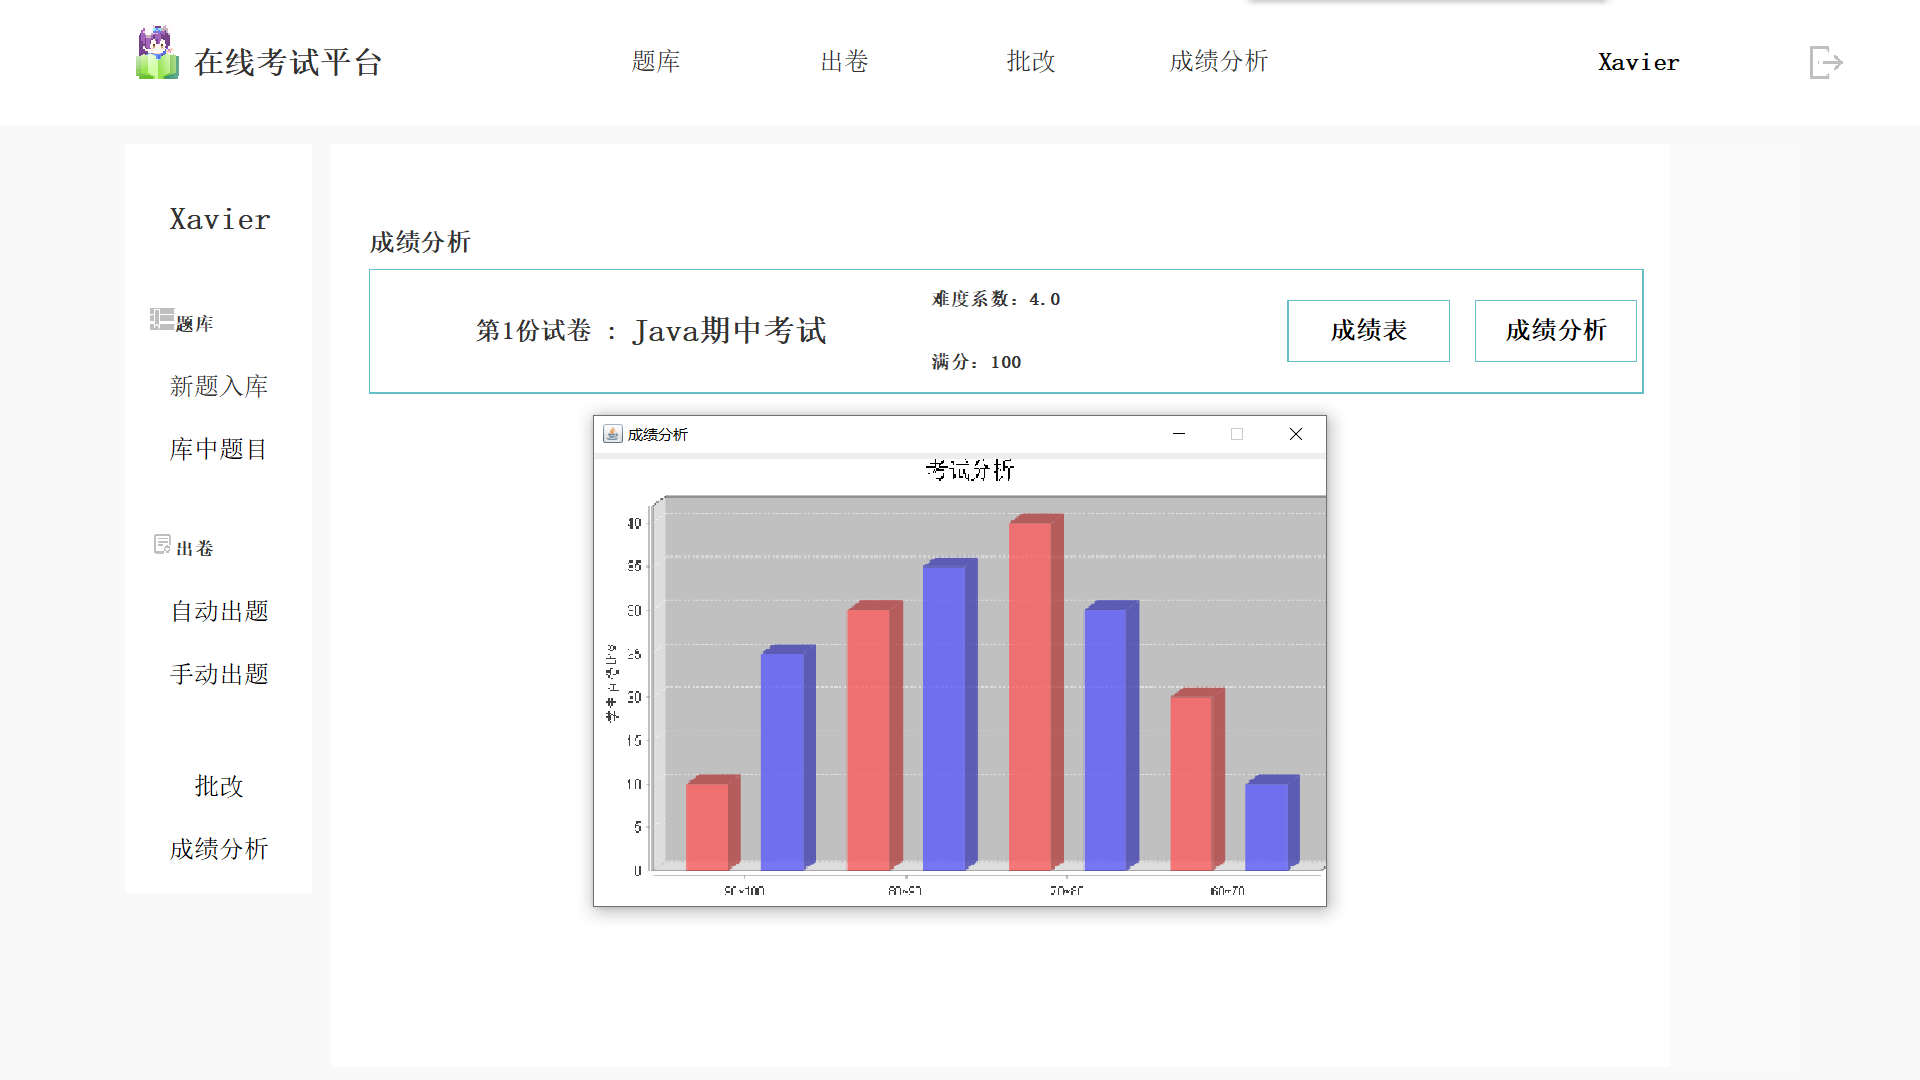 在线考试平台
题库
出卷
批改
成绩分析
Xavier
Xavier
题库
新题入库
库中题目
出卷
自动出题
手动出题
批改
成绩分析
成绩分析
第1份试卷 : Java期中考试
难度系数: 4.0
满分: 100
成绩表
成绩分析
成绩分析
考试分析
40
35
30
25
20
15
10
5
0
90~100
80~90
70~80
60~70